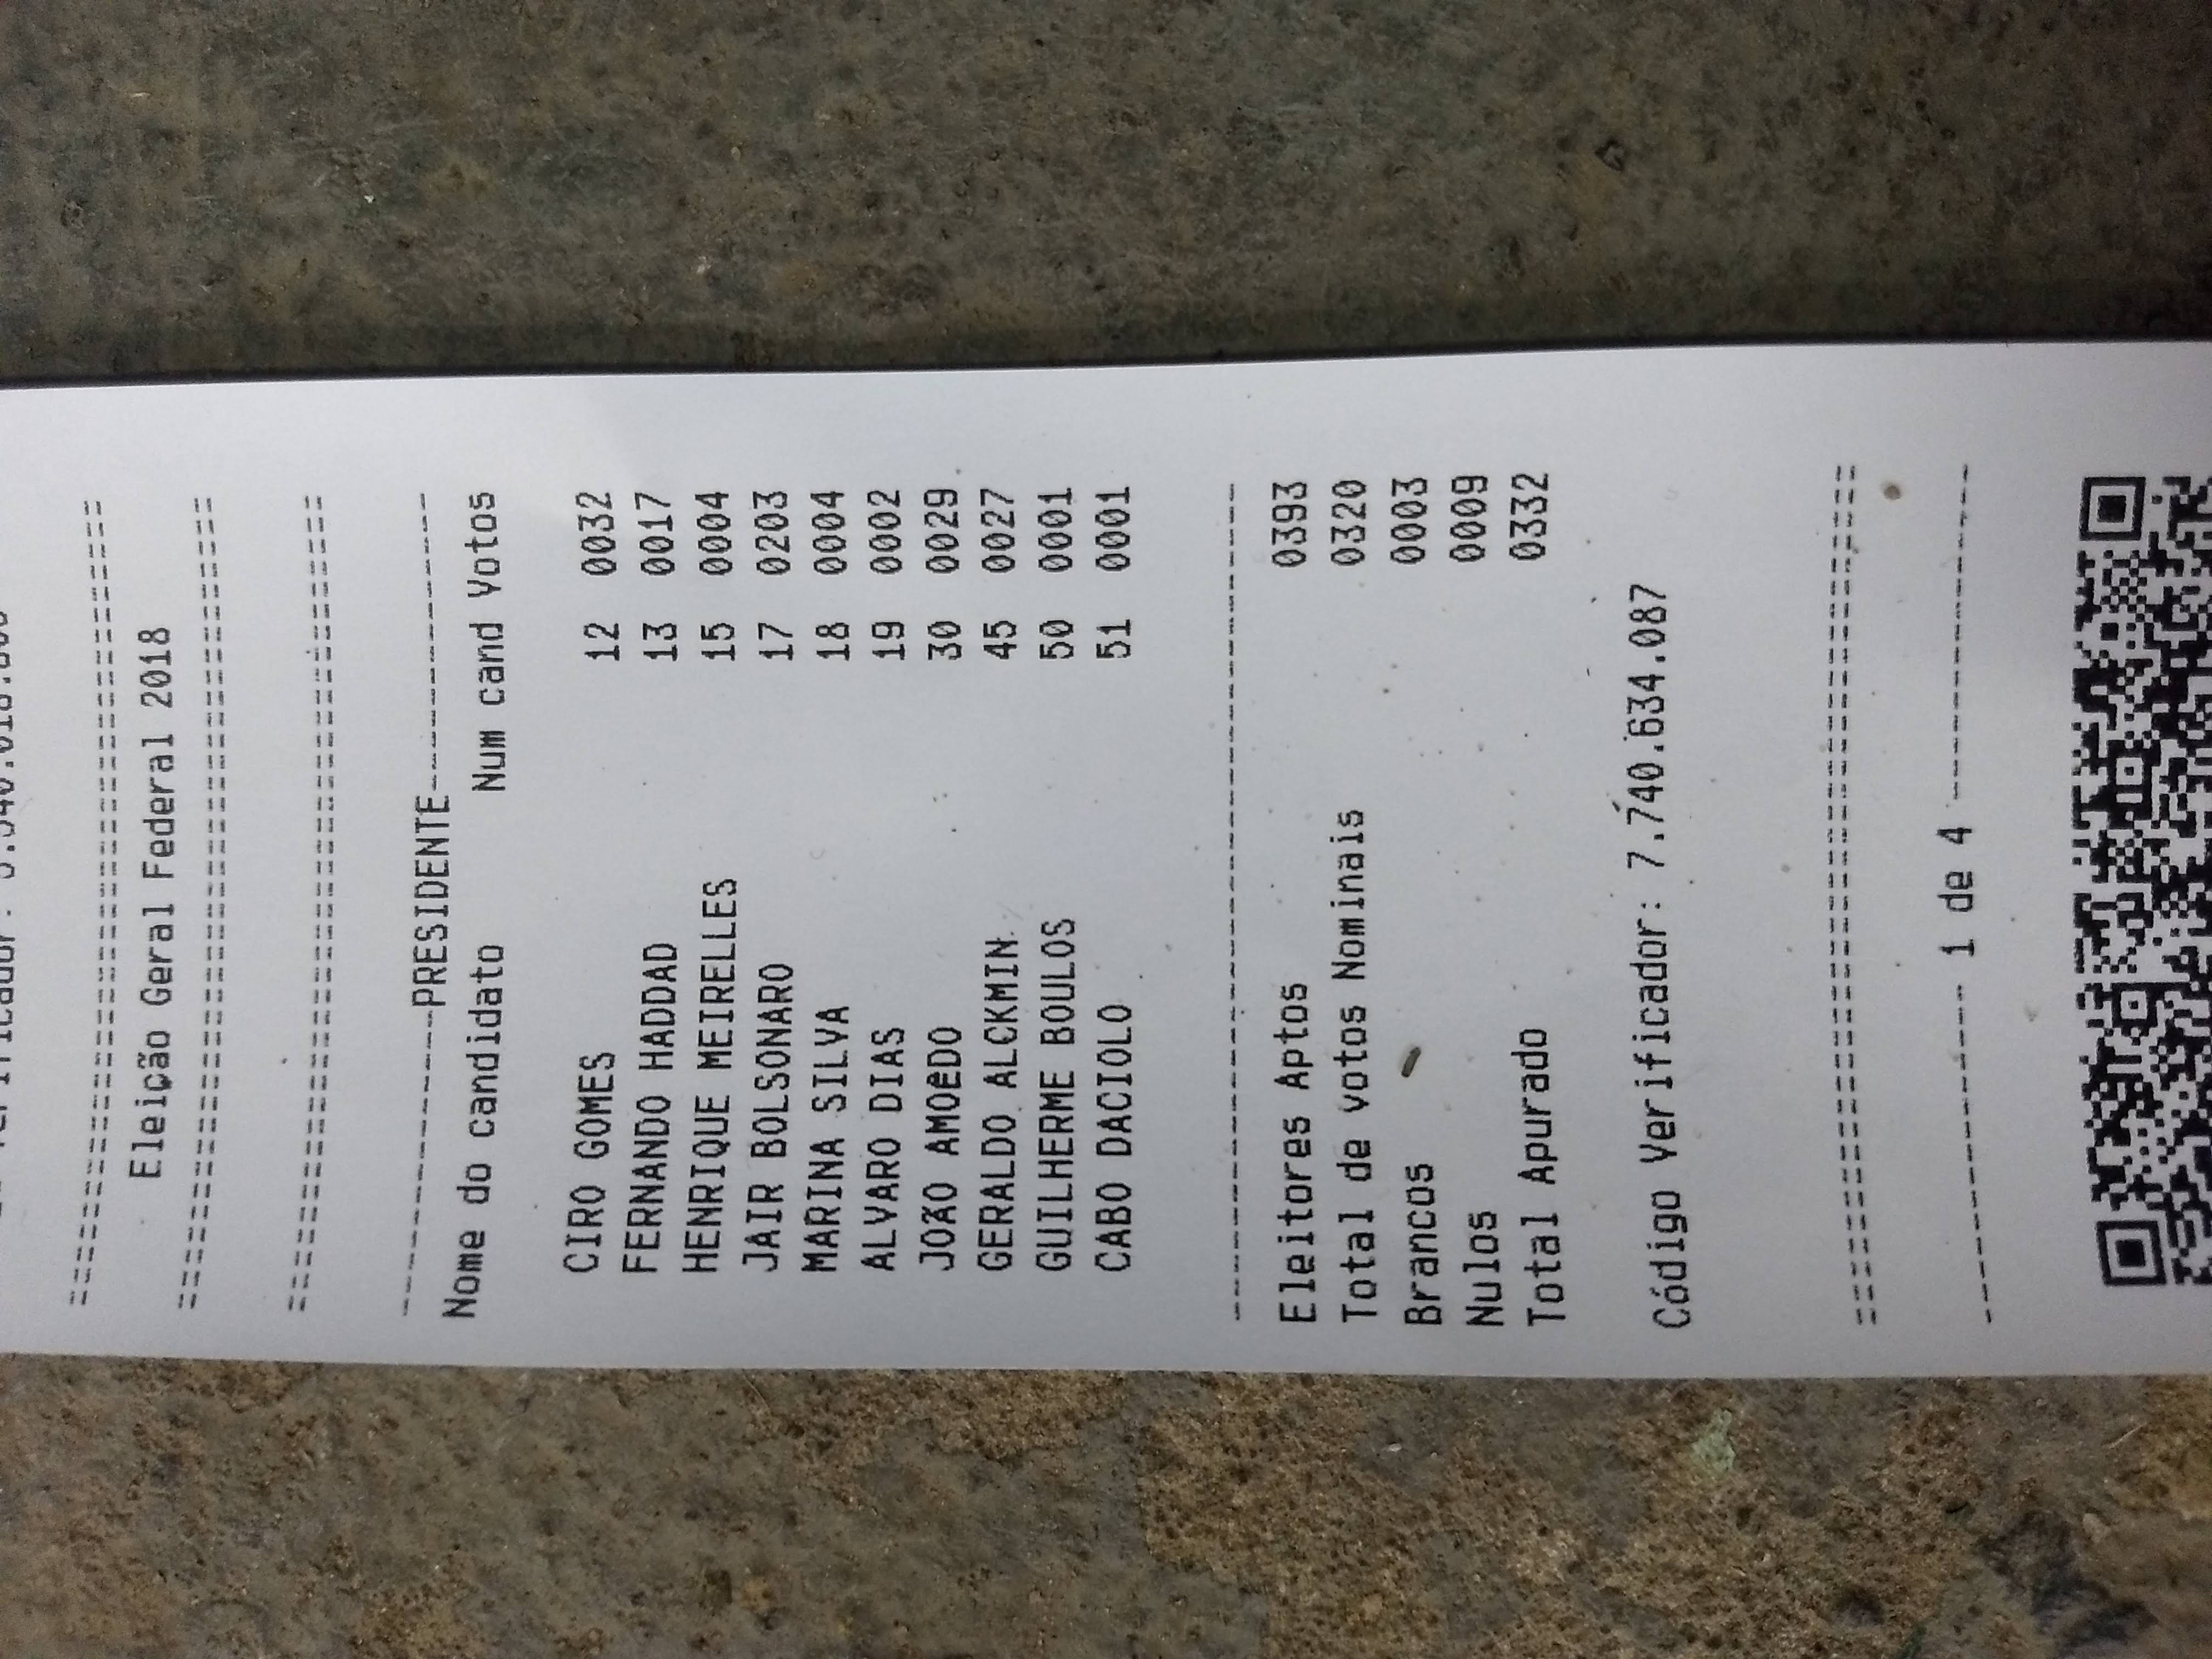 ==========================================
Eleição Geral Federal 2018
==========================================
==========================================
----------------PRESIDENTE----------------
Nome do candidato Num cand Votos
CIRO GOMES 12 0032
FERNANDO HADDAD 13 0017
HENRIQUE MEIRELLES 15 0004
JAIR BOLSONARO 17 0203
MARINA SILVA 18 0004
ALVARO DIAS 19 0002
JOÃO AMOêDO 30 0029
GERALDO ALCKMIN 45 0027
GUILHERME BOULOS 50 0001
CABO DACIOLO 51 0001
------------------------------------------
Eleitores Aptos 0393
Total de votos Nominais 0320
Brancos 0003
Nulos 0009
Total Apurado 0332
Código Verificador: 7.740.634.087
==========================================
----------------- 1 de 4 -----------------